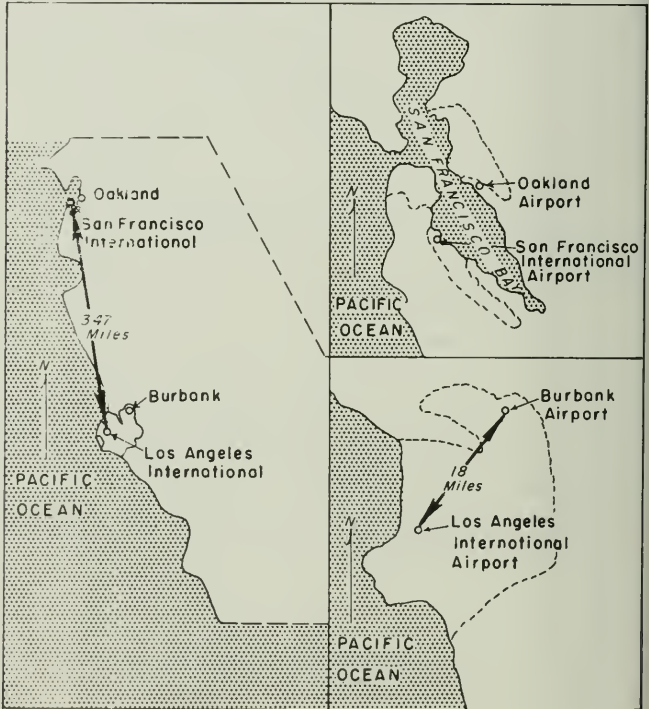 Oakland
San Francisco
International
347
Miles
N
Burbank
Los Angeles
International
PACIFIC
OCEAN
SAN FRANCISCO BAY
Oakland
Airport
San Francisco
International
Airport
N
PACIFIC
OCEAN
Burbank
Airport
18
Miles
Los Angeles
International
Airport
N
PACIFIC
OCEAN